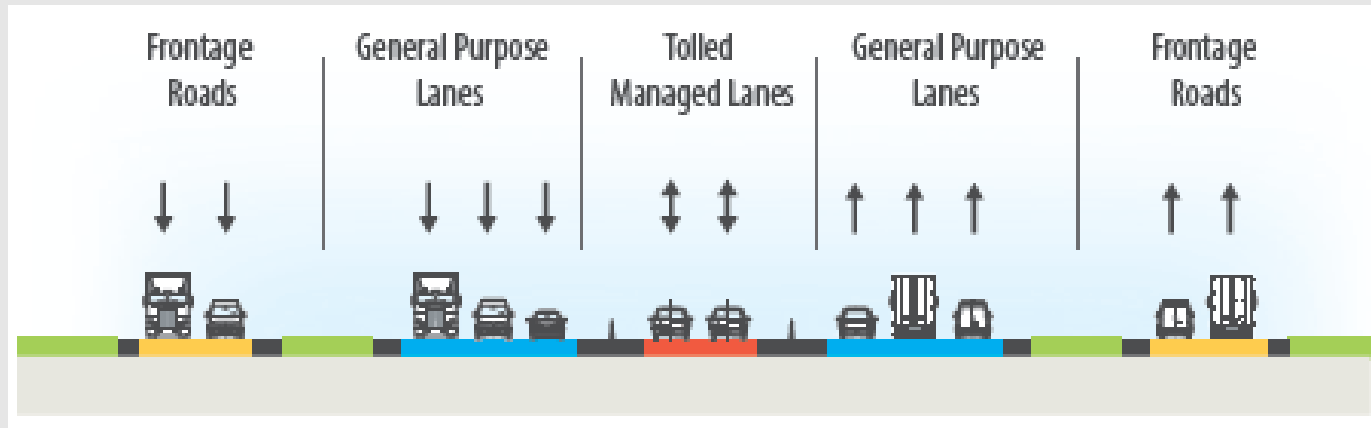 Frontage
Roads
General Purpose
Lanes
Tolled
Managed Lanes
General Purpose
Lanes
Frontage
Roads